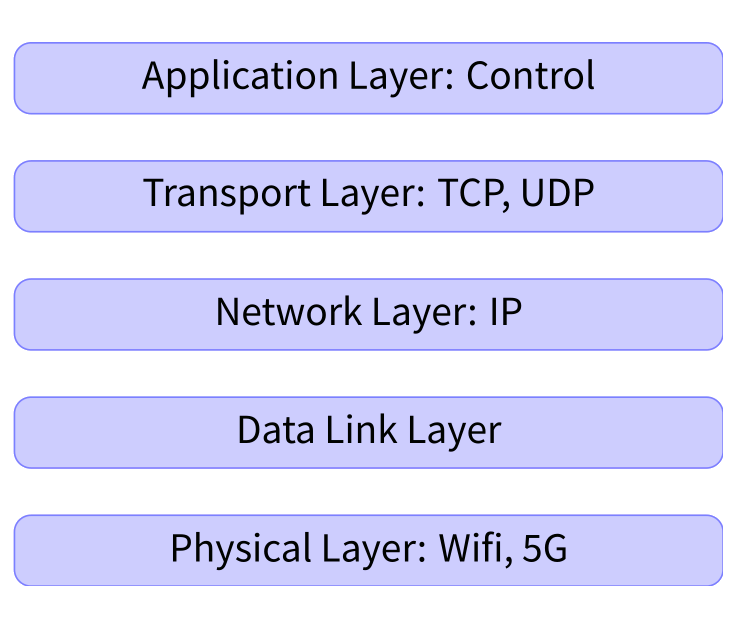 Application Layer: Control
Transport Layer: TCP, UDP
Network Layer: IP
Data Link Layer
Physical Layer: Wifi, 5G